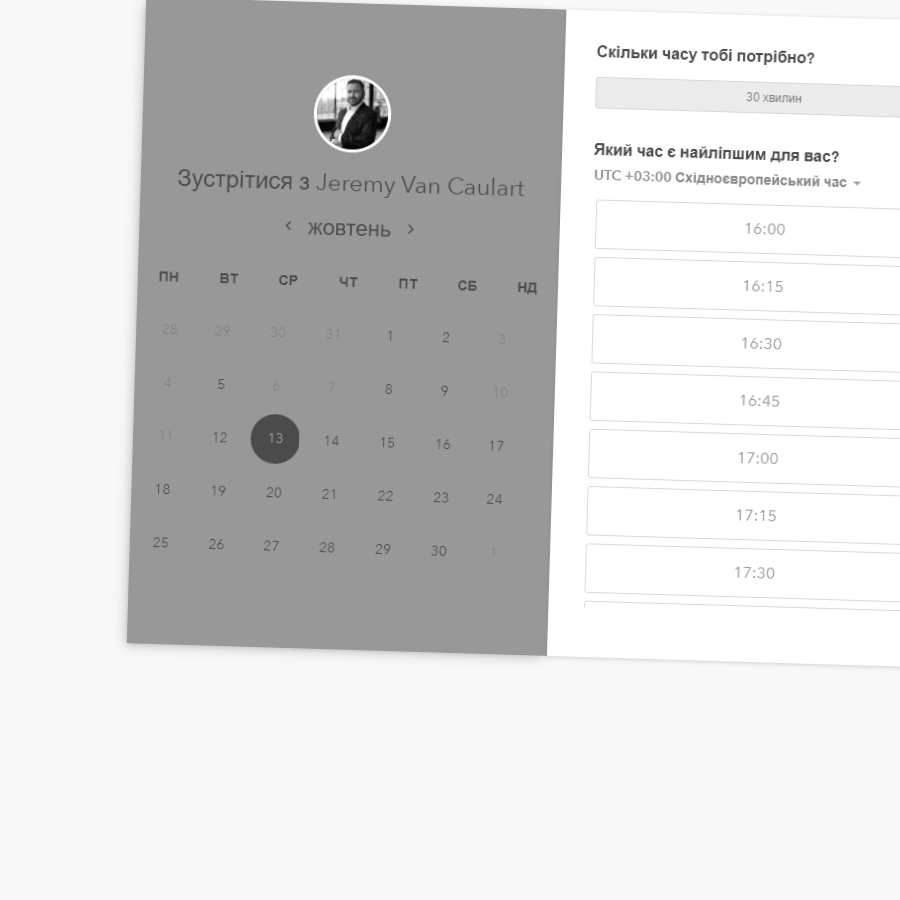 Зустрітися з Jeremy Van Caulart
жовтень
ПН ВТ СР ЧТ ПТ СБ НД
28 29 30 31 1 2 3
4 5 6 7 8 9 10
11 12 13 14 15 16 17
18 19 20 21 22 23 24
25 26 27 28 29 30 1
Скільки часу тобі потрібно?
30 хвилин
Який час є найліпшим для вас?
UTC +03:00 Східноєвропейський час
16:00
16:15
16:30
16:45
17:00
17:15
17:30